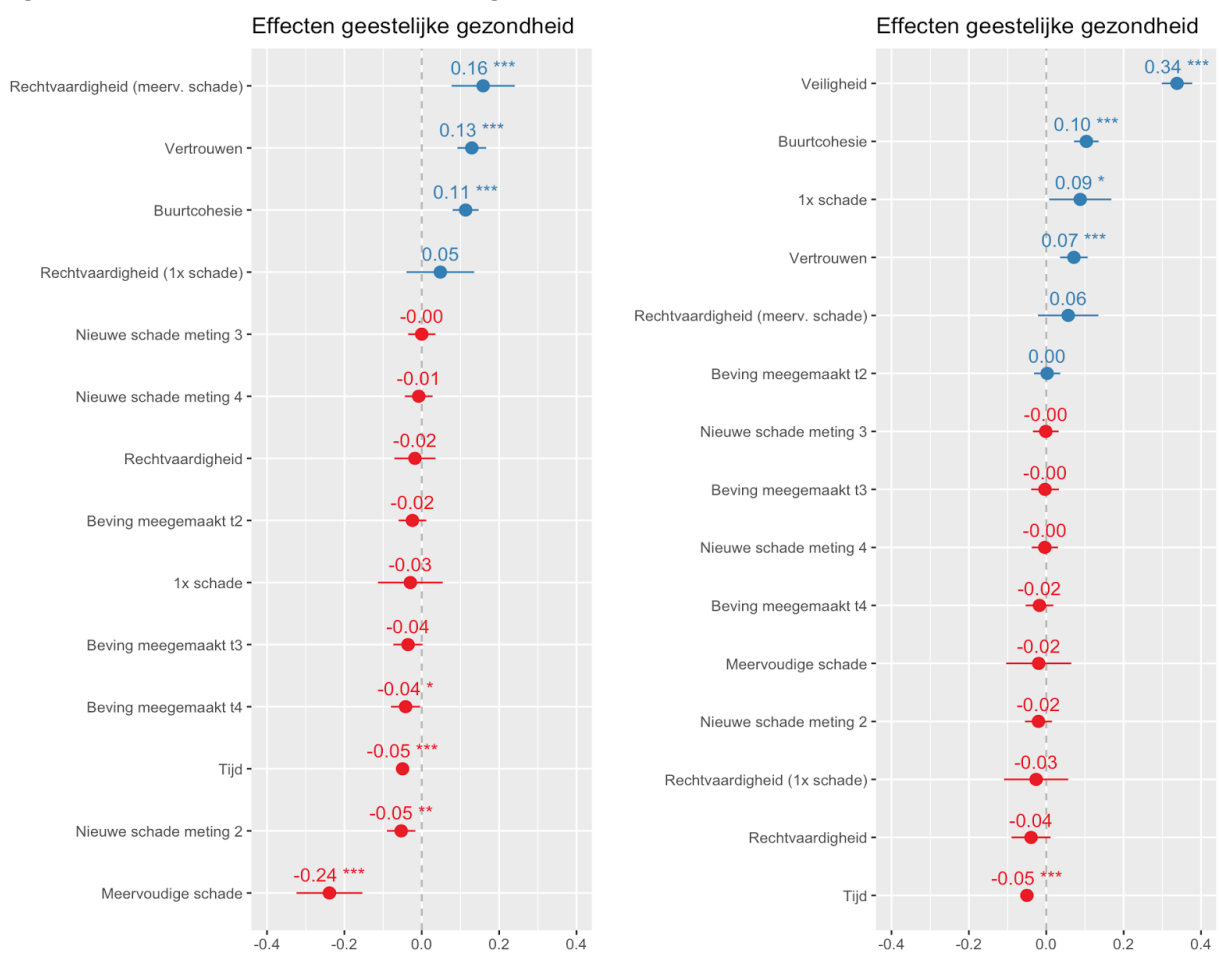 Effecten geestelijke gezondheid
Rechtvaardigheid (meerv. schade)
0.16 ***
Vertrouwen
0.13 ***
Buurtcohesie
0.11 ***
Rechtvaardigheid (1x schade)
0.05
Nieuwe schade meting 3
-0.00
Nieuwe schade meting 4
-0.01
Rechtvaardigheid
-0.02
Beving meegemaakt t2
-0.02
1x schade
-0.03
Beving meegemaakt t3
-0.04
Beving meegemaakt t4
-0.04 *
Tijd
-0.05 ***
Nieuwe schade meting 2
-0.05 **
Meervoudige schade
-0.24 ***
-0.4 -0.2 0.0 0.2 0.4
Effecten geestelijke gezondheid
Veiligheid
0.34 ***
Buurtcohesie
0.10 ***
1x schade
0.09 *
Vertrouwen
0.07 ***
Rechtvaardigheid (meerv. schade)
0.06
Beving meegemaakt t2
0.00
Nieuwe schade meting 3
-0.00
Beving meegemaakt t3
-0.00
Nieuwe schade meting 4
-0.00
Beving meegemaakt t4
-0.02
Meervoudige schade
-0.02
Nieuwe schade meting 2
-0.02
Rechtvaardigheid (1x schade)
-0.03
Rechtvaardigheid
-0.04
Tijd
-0.05 ***
-0.4 -0.2 0.0 0.2 0.4